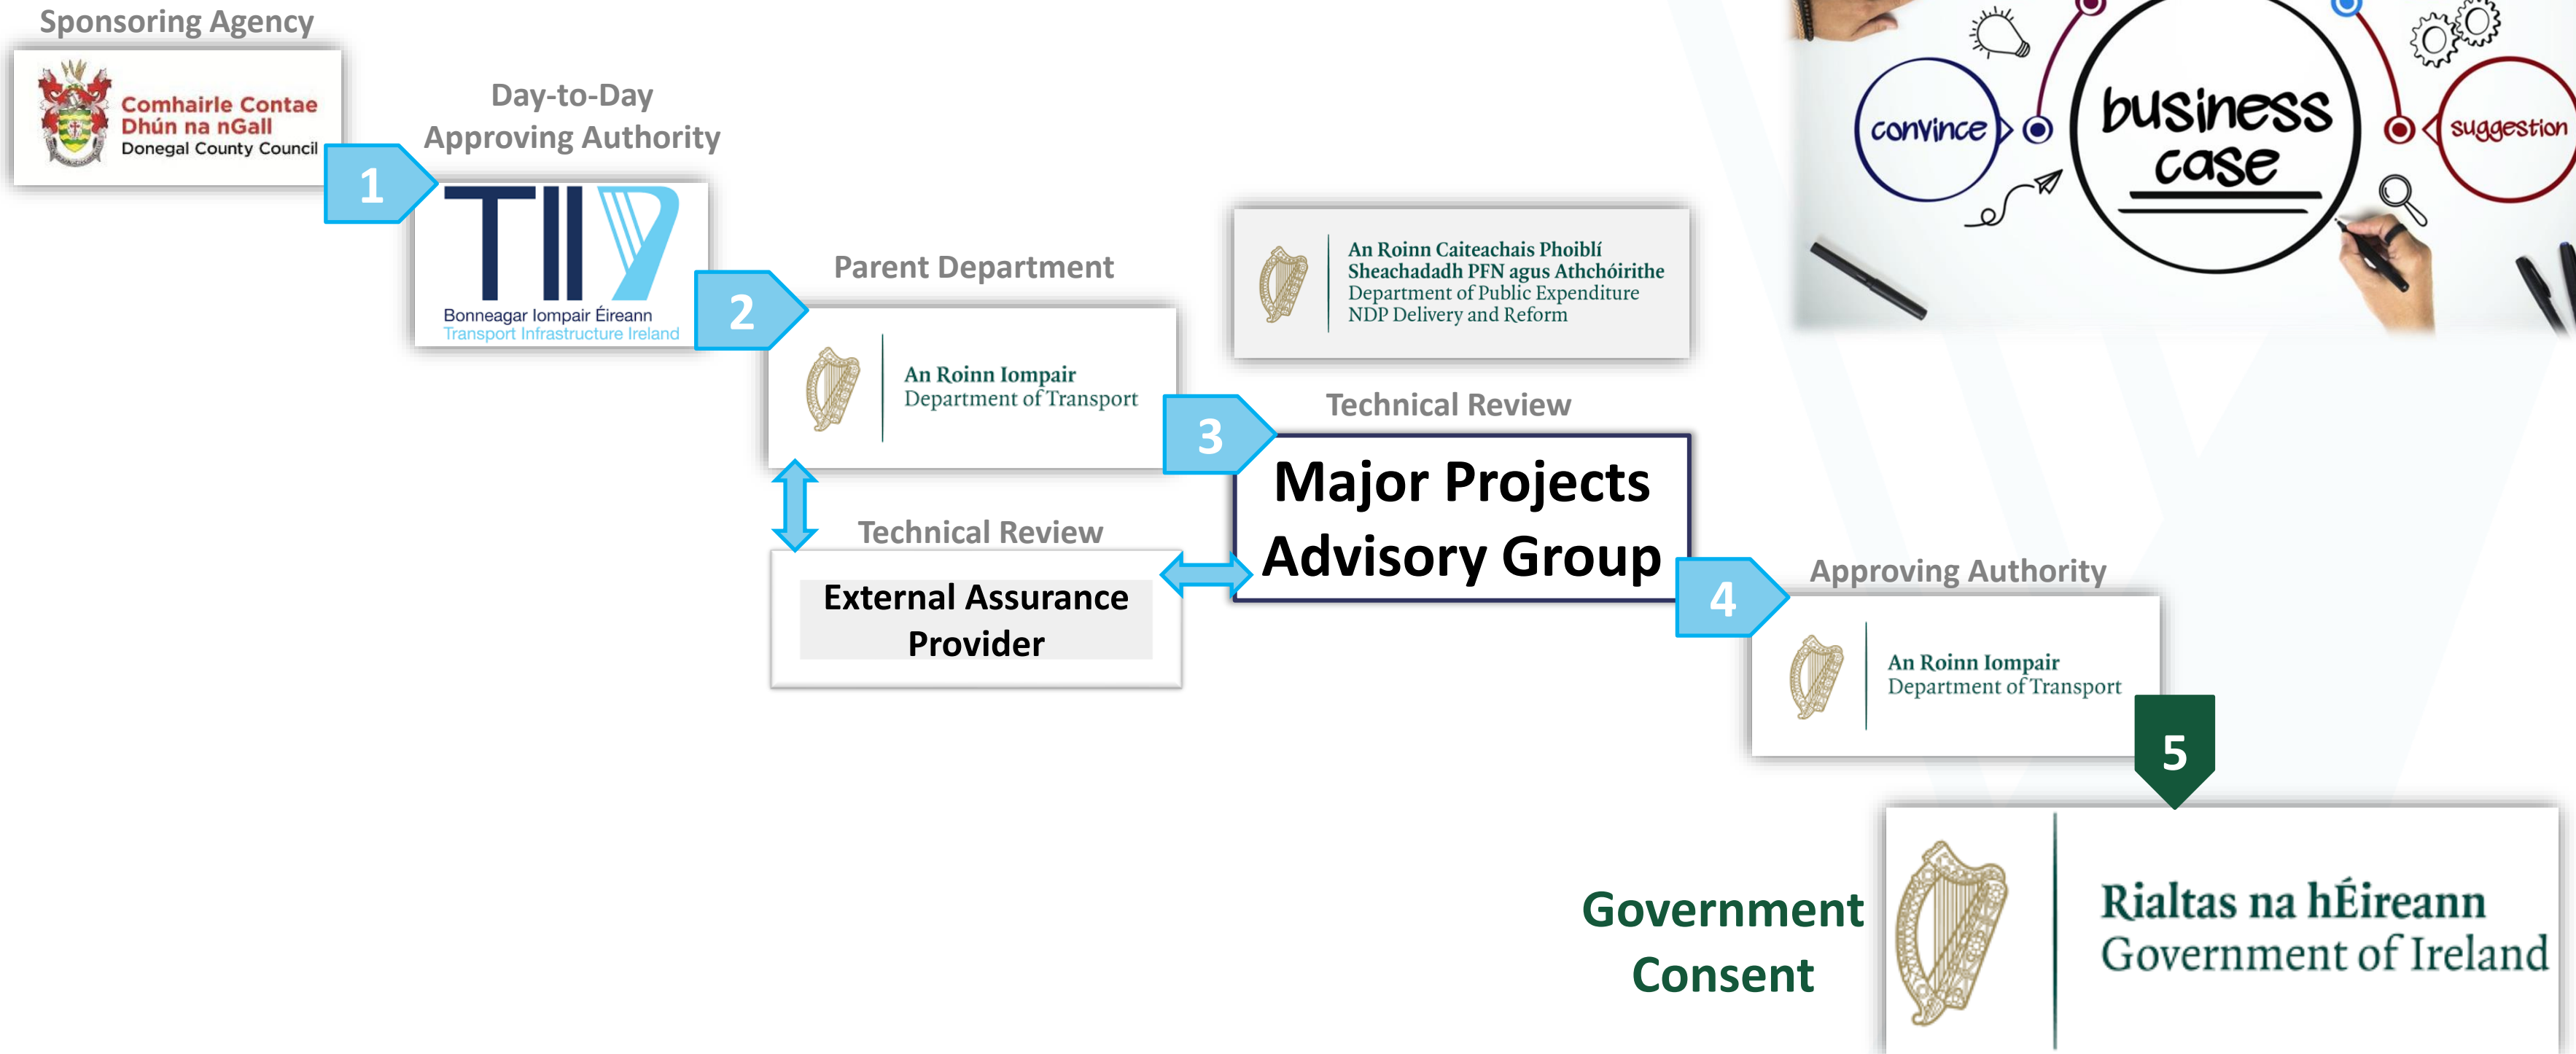 Sponsoring Agency
Comhairle Contae
Dhún na nGall
Donegal County Council
1
Day-to-Day
Approving Authority
TII
Bonneagar Iompair Éireann
Transport Infrastructure Ireland
2
Parent Department
An Roinn Iompair
Department of Transport
Technical Review
External Assurance
Provider
3
An Roinn Caiteachais Phoiblí
Sheachadadh PFN agus Athchóirithe
Department of Public Expenditure
NDP Delivery and Reform
Technical Review
Major Projects
Advisory Group
4
Approving Authority
An Roinn Iompair
Department of Transport
5
Government
Consent
Rialtas na hÉireann
Government of Ireland
convince
business
case
suggestion